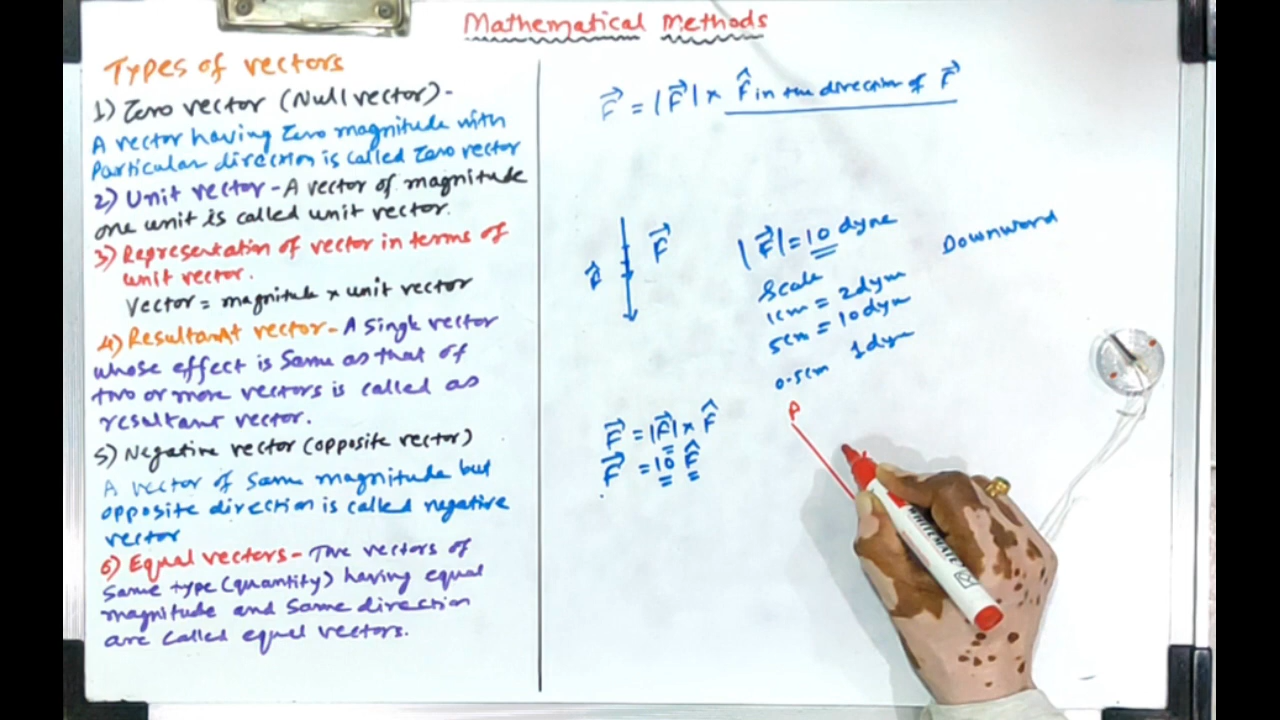 Mathematical Methods
Types of vectors
1) Zero vector (Null vector) -
A vector having zero magnitude with
Particular direction is called zero vector
2) Unit vector - A vector of magnitude
one unit is called unit vector.
3) Representation of vector in terms of
unit vector.
Vector = magnitude × unit vector
4) Resultant vector - A single vector
whose effect is same as that of
two or more vectors is called as
resultant vector.
5) Negative vector (opposite vector)
A vector of same magnitude but
opposite direction is called negative
vector
6) Equal vectors - The vectors of
same type (quantity) having equal
magnitude and same direction
are called equal vectors.
F⃗ = |F⃗| × F̂ in the direction of F⃗
F⃗
|F⃗| = 10 dyne
Downword
Scale
1cm = 2dyn
5cm = 10dyn
0.5cm 1dyn
F⃗ = |F⃗| × F̂
F⃗ = 10 F̂
P
WHITEMATE